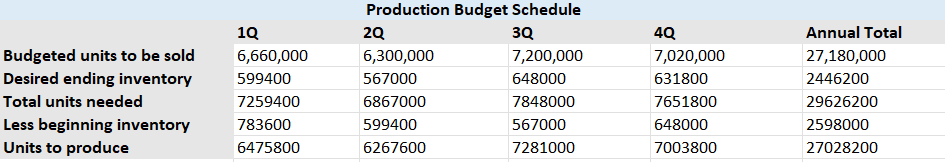 Production Budget Schedule
1Q 2Q 3Q 4Q Annual Total
Budgeted units to be sold 6,660,000 6,300,000 7,200,000 7,020,000 27,180,000
Desired ending inventory 599400 567000 648000 631800 2446200
Total units needed 7259400 6867000 7848000 7651800 29626200
Less beginning inventory 783600 599400 567000 648000 2598000
Units to produce 6475800 6267600 7281000 7003800 27028200